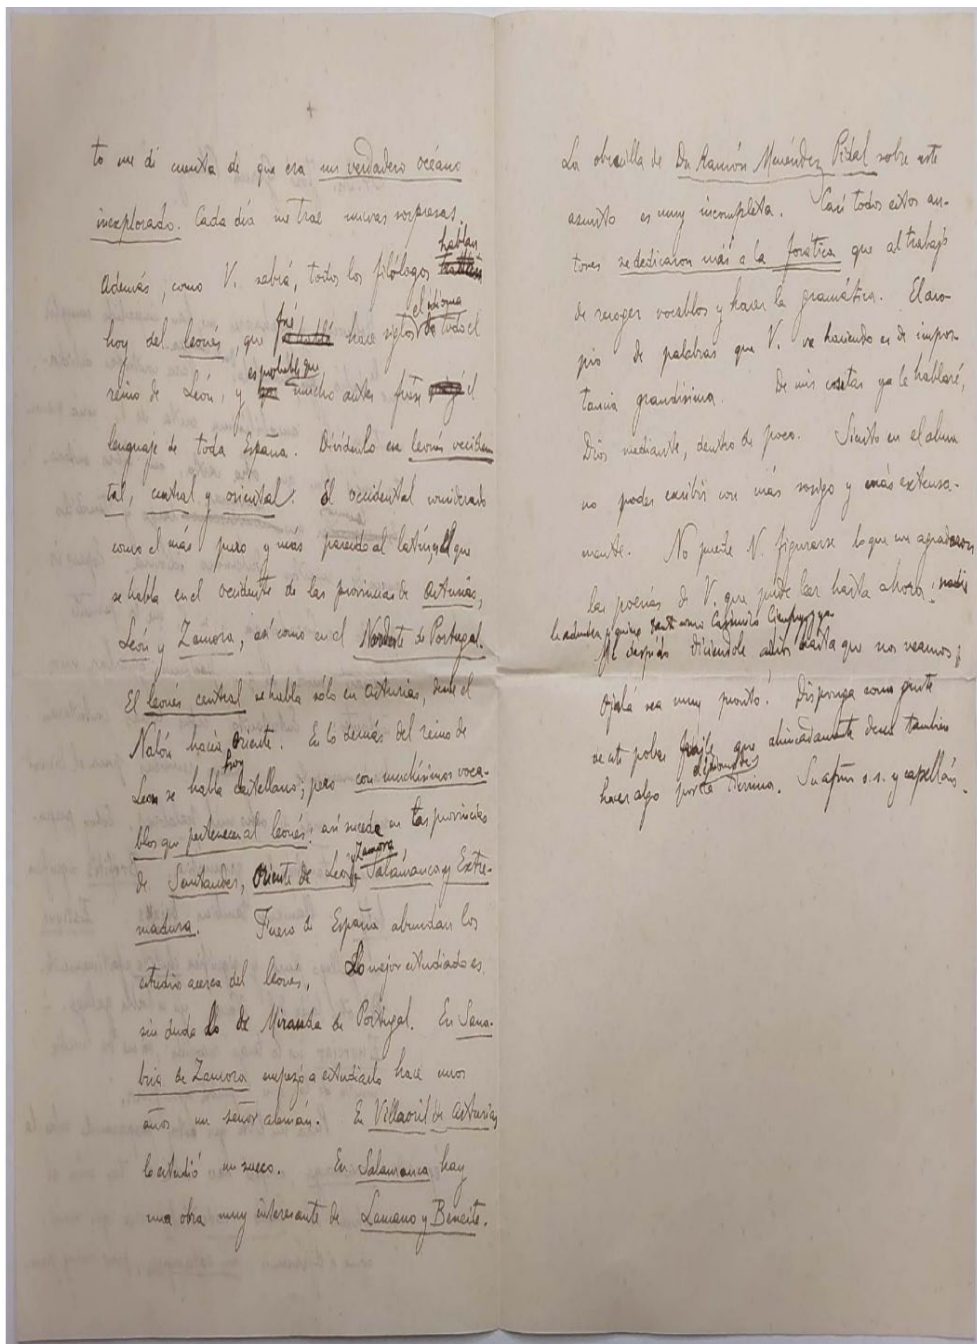 +
to me di cuenta de que era un verdadero océano
inexplorado. Cada día me trae nuevas sorpresas.
Además, como V. sabrá, todos los filólogos hablan
hoy del leonés, que fué hace siglos el idioma de todo el
reino de León, y es probable que mucho antes fuese el
lenguaje de toda España. Divídenlo en leonés occiden
tal, central y oriental. El occidental considerado
como el más puro y más parecido al latín, es el que
se habla en el occidente de las provincias de Asturias,
León y Zamora, así como en el Nordeste de Portugal.
El leonés central se habla sólo en Asturias, desde el
Nalón hacia Oriente. En lo demás del reino de
León se habla hoy castellano; pero con muchísimos voca-
blos que pertenecen al leonés; así sucede en las provincias
de Santander, Oriente de León, Zamora, Salamanca y Extre-
madura. Fuera de España abundan los
estudios acerca del leonés. Lo mejor estudiado es
sin duda lo de Miranda de Portugal. En Sana-
bria de Zamora empezó a estudiarlo hace unos
años un señor alemán. En Villaoril de Asturias
lo estudió un sueco. En Salamanca hay
una obra muy interesante de Lamano y Beneite.
La obrecilla de Dn Ramón Menéndez Pidal sobre este
asunto es muy incompleta. Casi todos estos au-
tores se dedicaron más a la fonética que al trabajo
de recoger vocablos y hacer la gramática. El aco-
pio de palabras que V. va haciendo es de impor
tancia grandísima. De mis cositas ya le hablaré,
Dios mediante, dentro de poco. Siento en el alma
no poder escribir con más sosiego y más extensa-
mente. No puede V. figurarse lo que me agradaron
las poesías de V. que pude leer hasta ahora; nadie
le admira y quiere tanto como Casimiro Cienfuegos ya
Me despido diciéndole adiós hasta que nos veamos;
Ojalá sea muy pronto! Disponga como guste
de este pobre fraile que ahincadamente desea también
hacer algo por la Tierrina. Su afmo s.s. y capellán.